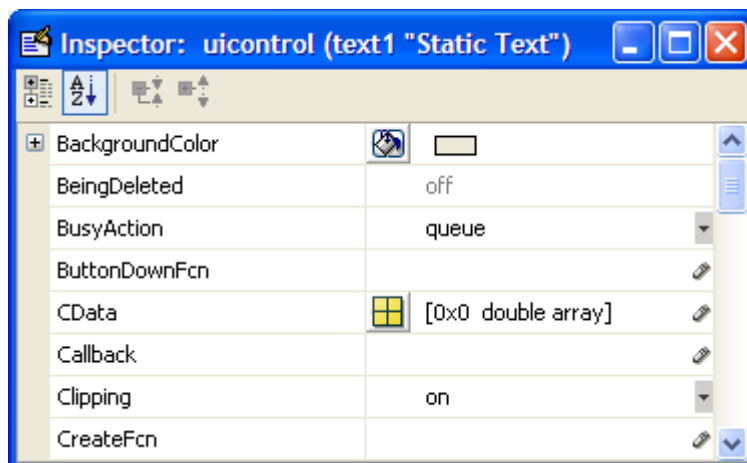 Inspector: uicontrol (text1 "Static Text")
A
Z
BackgroundColor
BeingDeleted off
BusyAction queue
ButtonDownFcn
CData [0x0 double array]
Callback
Clipping on
CreateFcn